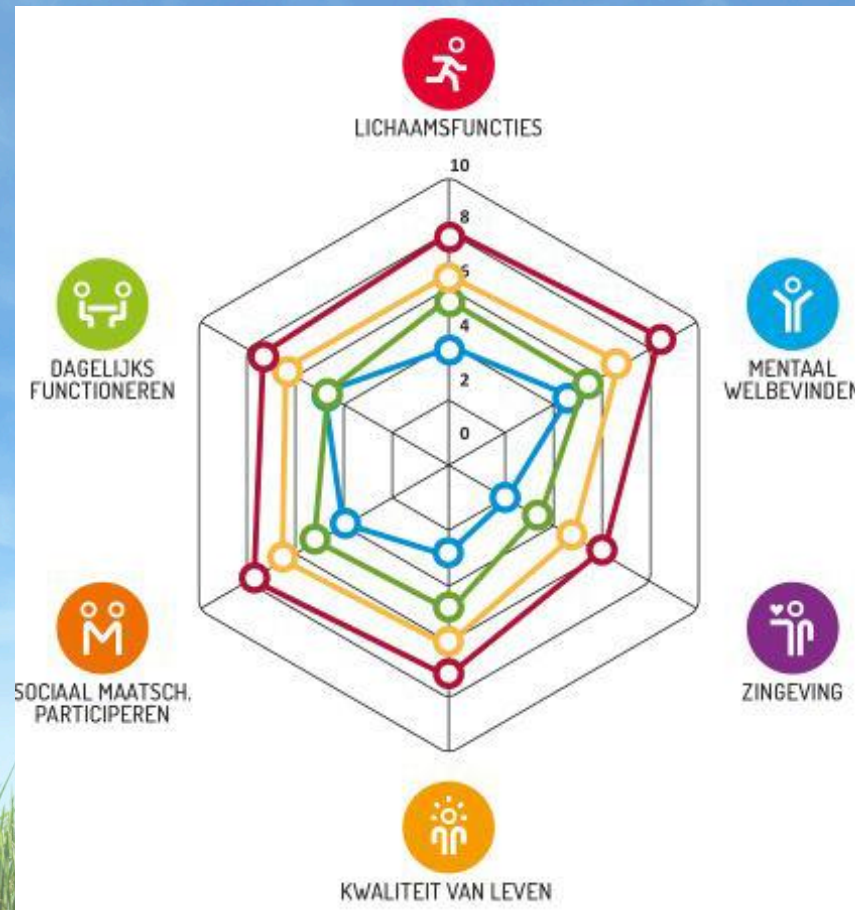 LICHAAMSFUNCTIES
10
8
6
4
2
0
DAGELIJKS
FUNCTIONEREN
MENTAAL
WELBEVINDEN
SOCIAAL MAATSCH.
PARTICIPEREN
ZINGEVING
KWALITEIT VAN LEVEN